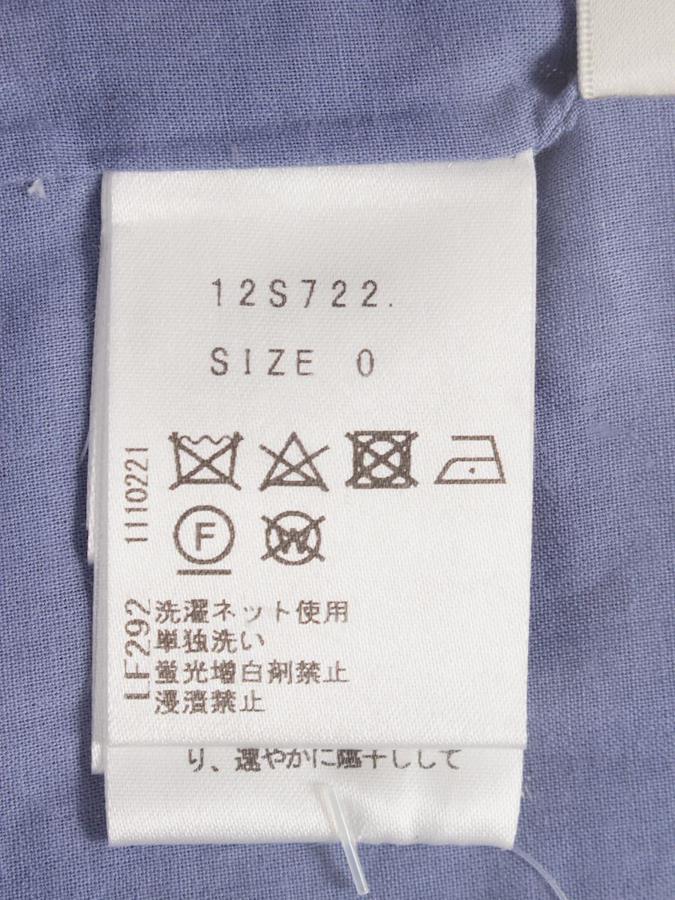 12S722.
SIZE 0
1110221
F
W
LF292
洗濯ネット使用
単独洗い
蛍光増白剤禁止
浸漬禁止
り、速やかに陰干しして